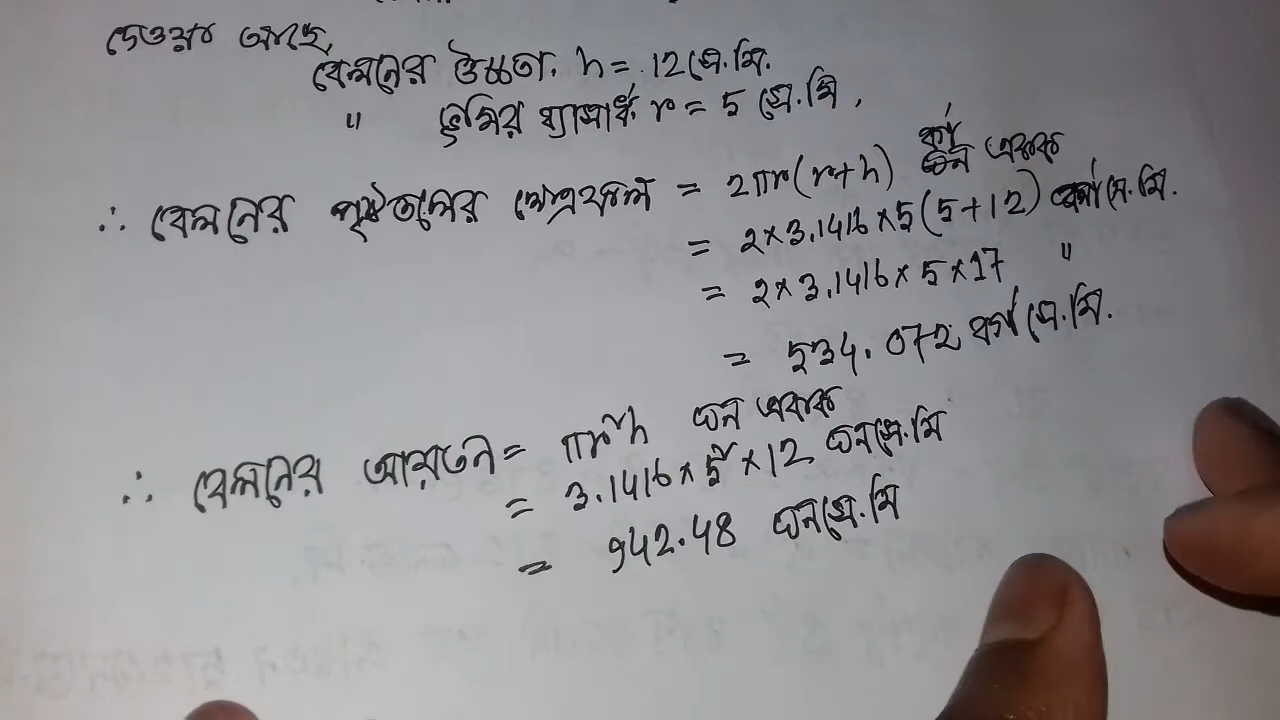 দেওয়া আছে,
বেলনের উচ্চতা, h = 12 সে.মি.
" ভূমির ব্যাসার্ধ r = 5 সে.মি,
∴ বেলনের পৃষ্ঠতলের ক্ষেত্রফল = 2πr(r+h) বর্গ একক
= 2×3.1416×5(5+12) বর্গ সে.মি.
= 2×3.1416×5×17 "
= 534.072 বর্গ সে.মি.
∴ বেলনের আয়তন = πr²h ঘন একক
= 3.1416×5²×12 ঘন সে.মি
= 942.48 ঘন সে.মি